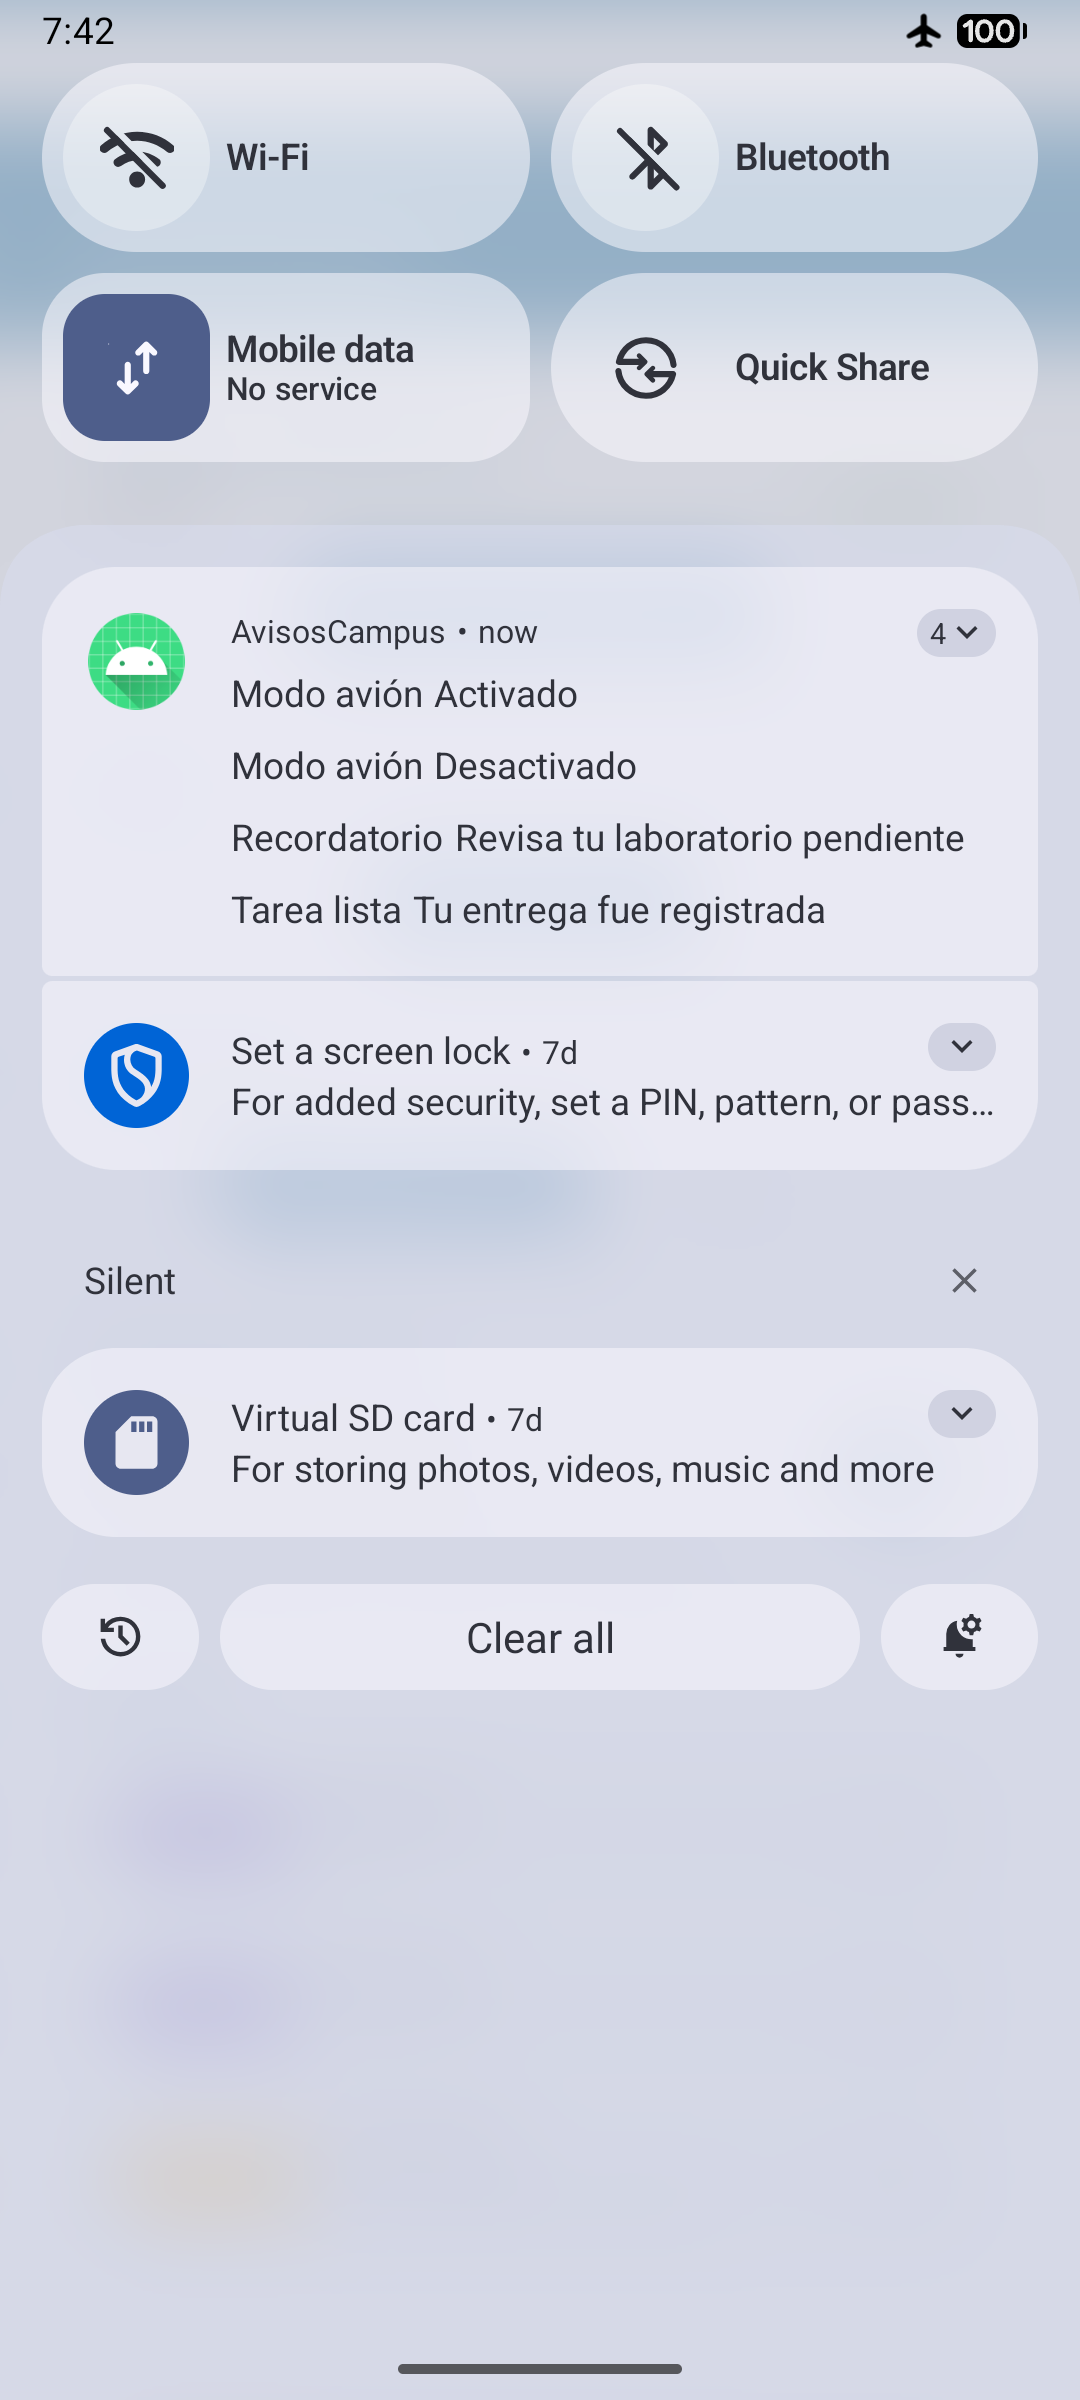 7:42
100
Wi-Fi
Bluetooth
Mobile data
No service
Quick Share
AvisosCampus • now
4
Modo avión Activado
Modo avión Desactivado
Recordatorio Revisa tu laboratorio pendiente
Tarea lista Tu entrega fue registrada
Set a screen lock • 7d
For added security, set a PIN, pattern, or pass…
Silent
Virtual SD card • 7d
For storing photos, videos, music and more
Clear all